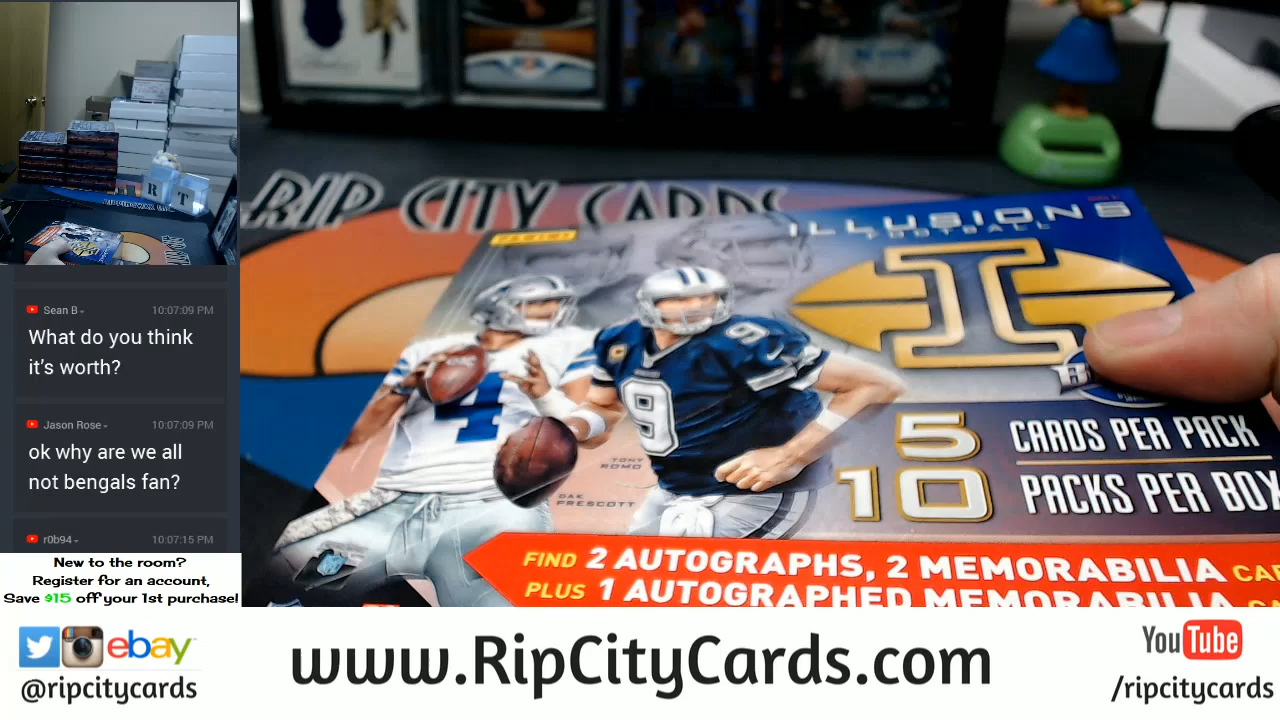 Sean B
10:07:09 PM
What do you think
it's worth?
Jason Rose
10:07:09 PM
ok why are we all
not bengals fan?
r0b94
10:07:15 PM
New to the room?
Register for an account,
Save $15 off your 1st purchase!
R T
RIP CITY CARDS
PANINI
ILLUSIONS
FOOTBALL
I
4
9
9
TONY
ROMO
DAK
PRESCOTT
5 CARDS PER PACK
10 PACKS PER BOX
FIND 2 AUTOGRAPHS, 2 MEMORABILIA
PLUS 1 AUTOGRAPHED MEMORABILIA
ebay
@ripcitycards
www.RipCityCards.com
YouTube
/ripcitycards